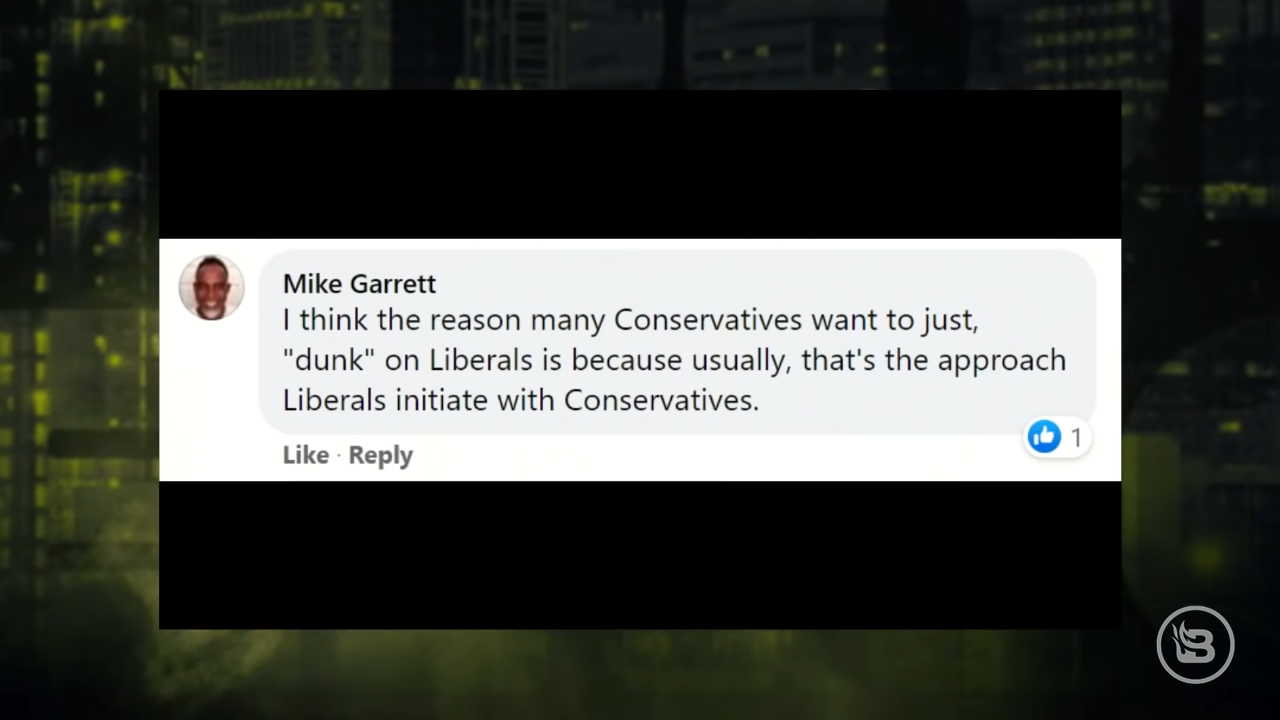 Mike Garrett
I think the reason many Conservatives want to just,
"dunk" on Liberals is because usually, that's the approach
Liberals initiate with Conservatives.
1
Like · Reply
B